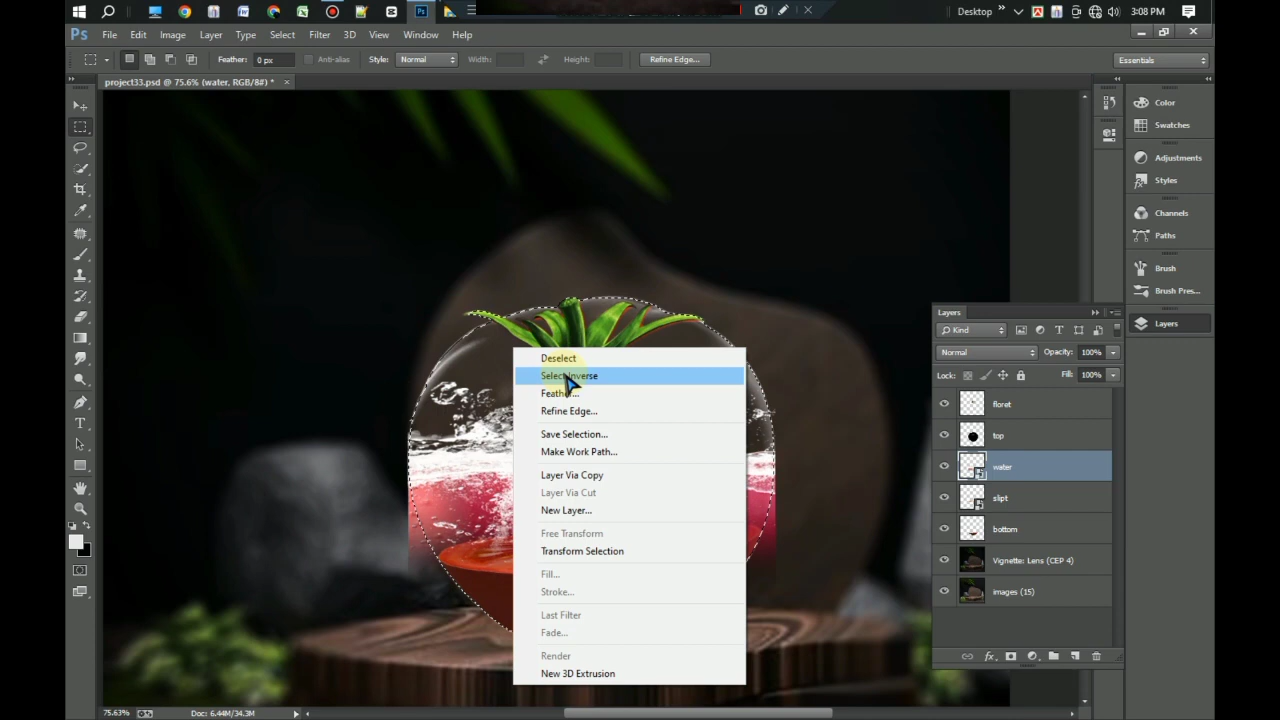 Desktop
3:08 PM
Ps File Edit Image Layer Type Select Filter 3D View Window Help
Feather: 0 px Anti-alias Style: Normal Width: Height: Refine Edge... Essentials
project33.psd @ 75.6% (water, RGB/8#) *
Color
Swatches
Adjustments
Styles
Channels
Paths
Brush
Brush Pres...
Layers
Layers
Kind
Normal Opacity: 100%
Lock: Fill: 100%
floret
top
water
slipt
bottom
Vignette: Lens (CEP 4)
images (15)
Deselect
Select Inverse
Feather...
Refine Edge...
Save Selection...
Make Work Path...
Layer Via Copy
Layer Via Cut
New Layer...
Free Transform
Transform Selection
Fill...
Stroke...
Last Filter
Fade...
Render
New 3D Extrusion
75.63% Doc: 6.44M/34.3M